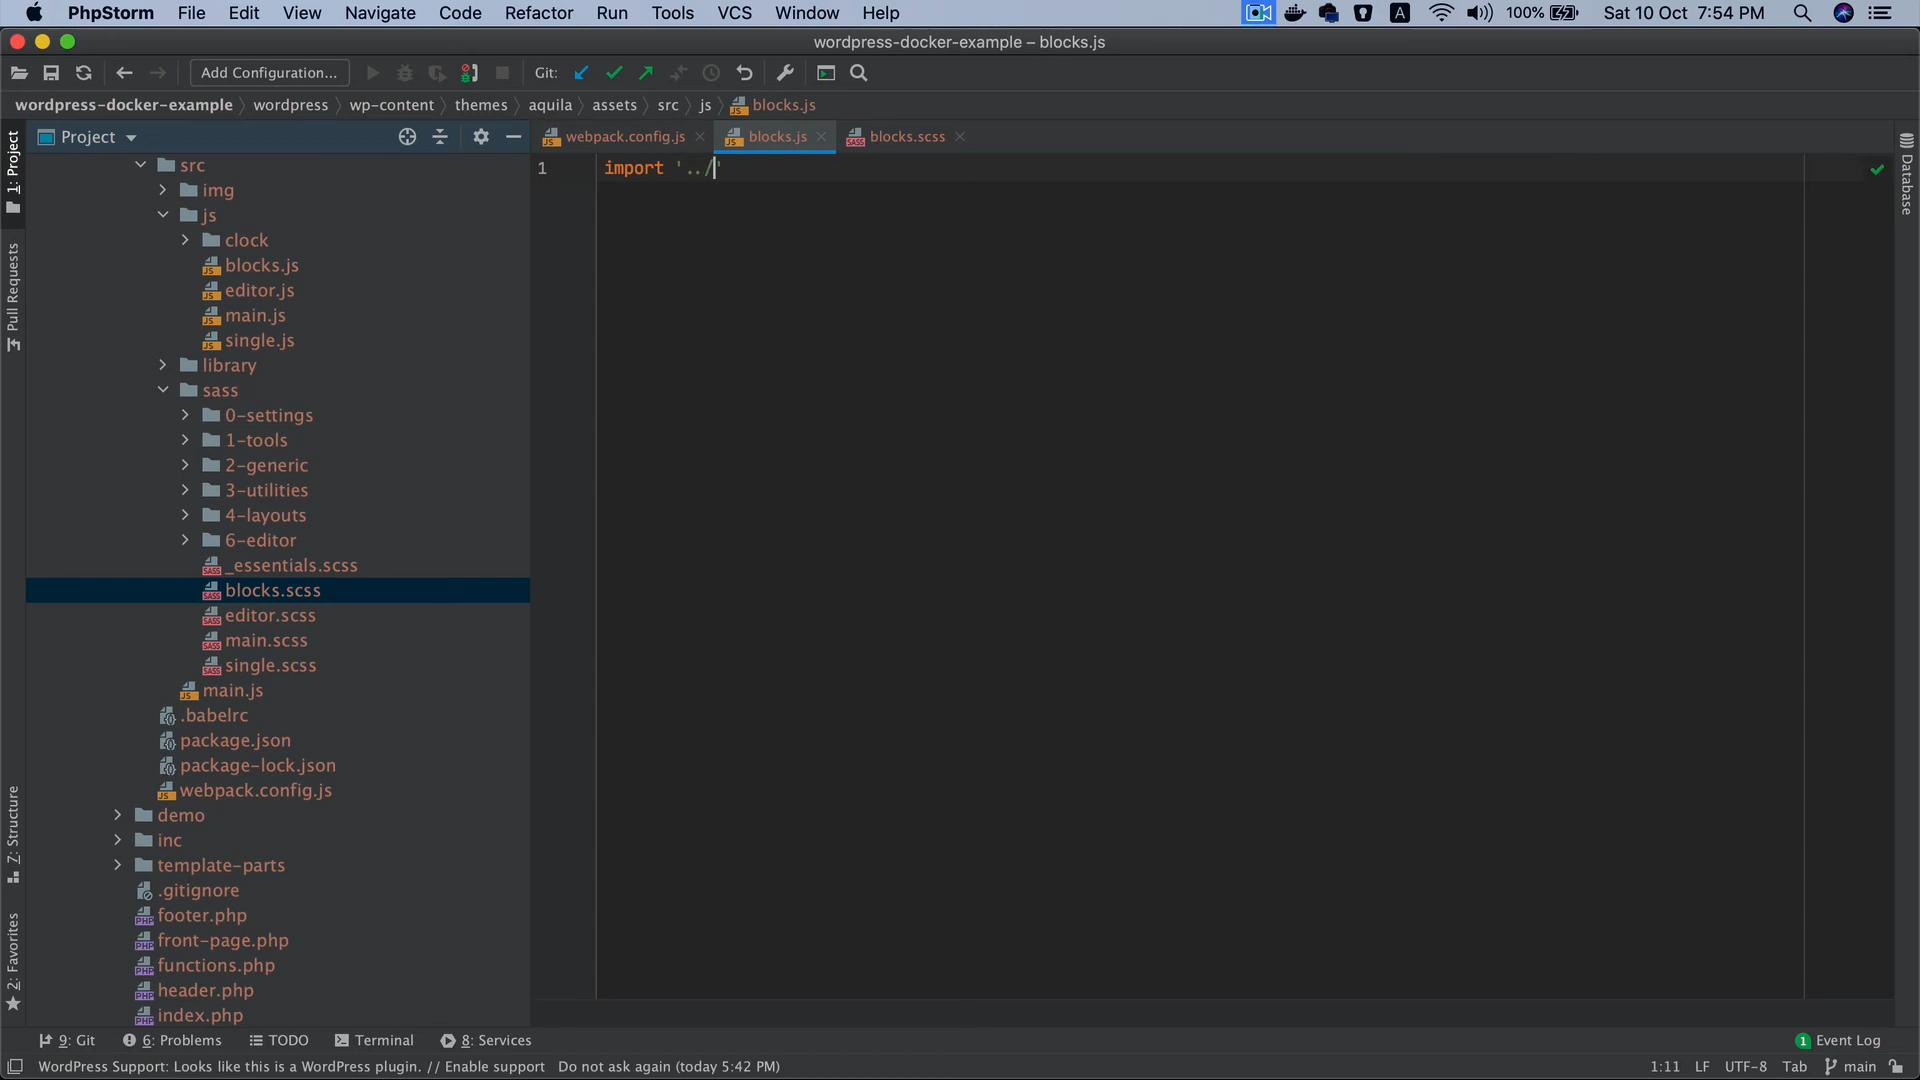 PhpStorm File Edit View Navigate Code Refactor Run Tools VCS Window Help A 100% Sat 10 Oct 7:54 PM
wordpress-docker-example – blocks.js
Add Configuration... Git:
wordpress-docker-example wordpress wp-content themes aquila assets src js blocks.js
Project webpack.config.js blocks.js blocks.scss
1 import '../'
src
img
js
clock
blocks.js
editor.js
main.js
single.js
library
sass
0-settings
1-tools
2-generic
3-utilities
4-layouts
6-editor
_essentials.scss
blocks.scss
editor.scss
main.scss
single.scss
main.js
.babelrc
package.json
package-lock.json
webpack.config.js
demo
inc
template-parts
.gitignore
footer.php
front-page.php
functions.php
header.php
index.php
1: Project
Pull Requests
7: Structure
2: Favorites
Database
9: Git 6: Problems TODO Terminal 8: Services 1 Event Log
WordPress Support: Looks like this is a WordPress plugin. // Enable support Do not ask again (today 5:42 PM) 1:11 LF UTF-8 Tab main